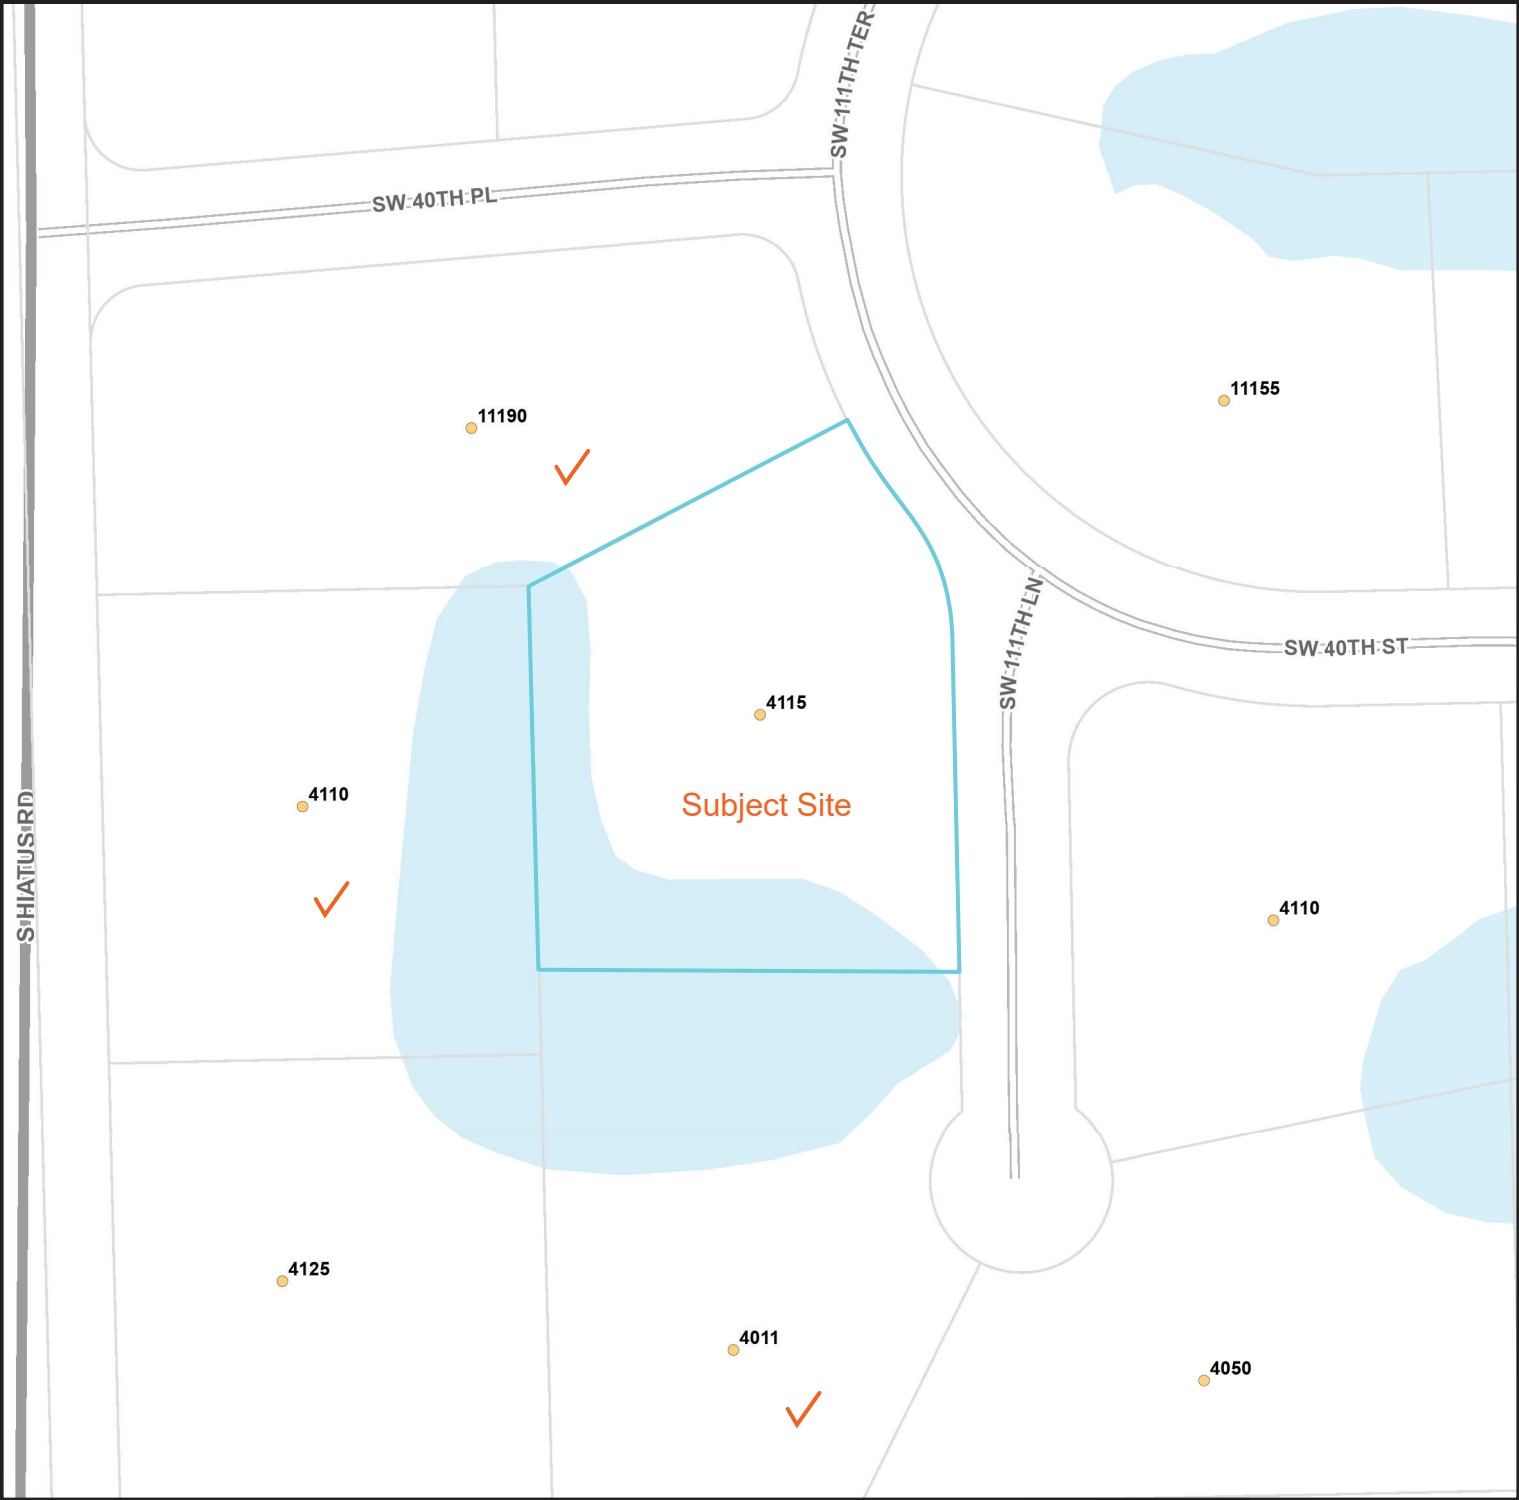 SW 111TH TER
SW 40TH PL
11155
11190
SW 111TH LN
SW 40TH ST
4115
4110
Subject Site
S HIATUS RD
4110
4125
4011
4050